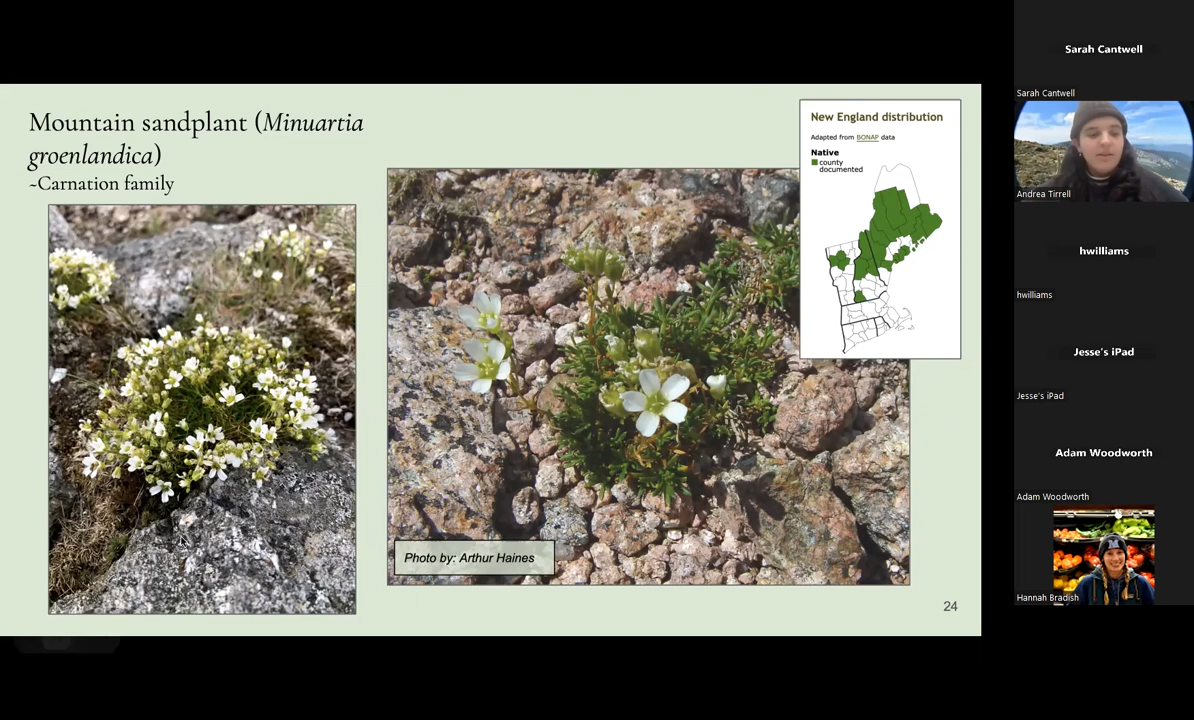 Mountain sandplant (Minuartia
groenlandica)
~Carnation family
New England distribution
Adapted from BONAP data
Native
county
documented
Photo by: Arthur Haines
24
Sarah Cantwell
Sarah Cantwell
Andrea Tirrell
hwilliams
hwilliams
Jesse's iPad
Jesse's iPad
Adam Woodworth
Adam Woodworth
M
Hannah Bradish